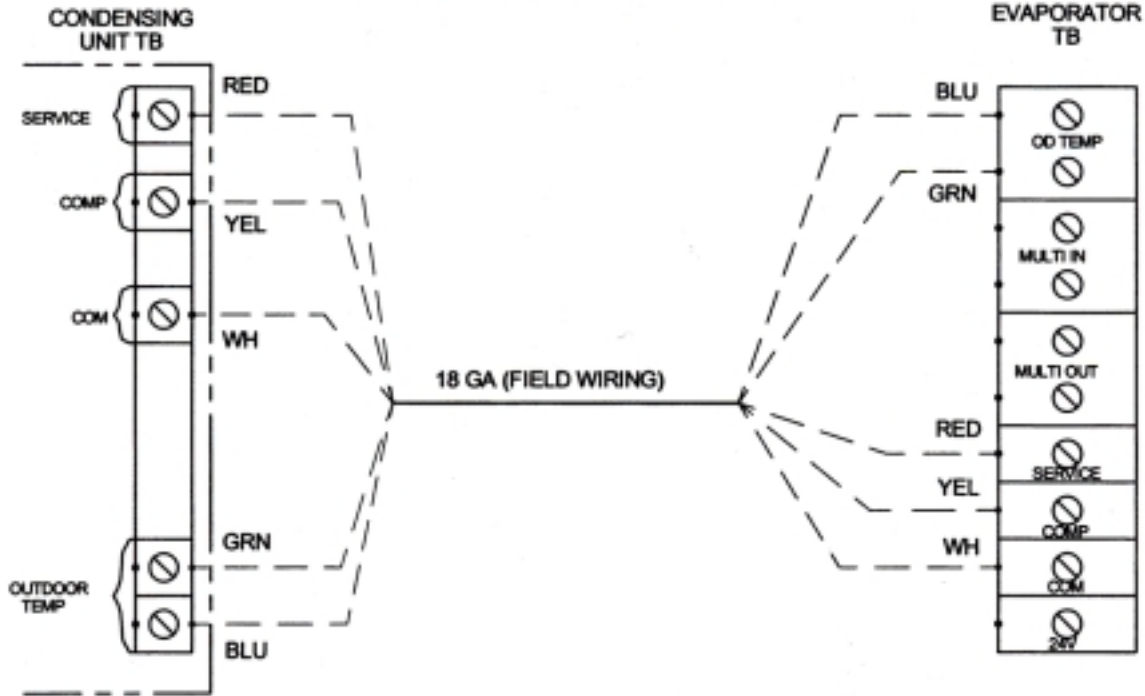 CONDENSING
UNIT TB
EVAPORATOR
TB
RED
SERVICE
COMP
YEL
COM
WH
18 GA (FIELD WIRING)
GRN
OUTDOOR
TEMP
BLU
BLU
OD TEMP
GRN
MULTI IN
MULTI OUT
RED
SERVICE
YEL
COMP
WH
COM
24V